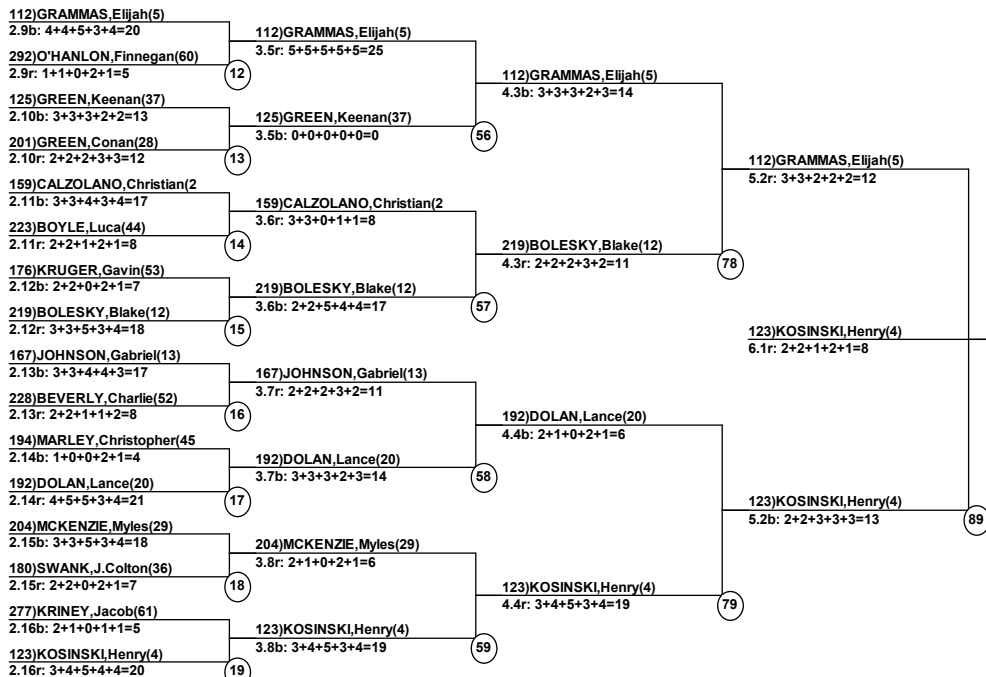 112)GRAMMAS,Elijah(5)
2.9b: 4+4+5+3+4=20
292)O'HANLON,Finnegan(60)
2.9r: 1+1+0+2+1=5
12
125)GREEN,Keenan(37)
2.10b: 3+3+3+2+2=13
201)GREEN,Conan(28)
2.10r: 2+2+2+3+3=12
13
159)CALZOLANO,Christian(2
2.11b: 3+3+4+3+4=17
223)BOYLE,Luca(44)
2.11r: 2+2+1+2+1=8
14
176)KRUGER,Gavin(53)
2.12b: 2+2+0+2+1=7
219)BOLESKY,Blake(12)
2.12r: 3+3+5+3+4=18
15
167)JOHNSON,Gabriel(13)
2.13b: 3+3+4+4+3=17
228)BEVERLY,Charlie(52)
2.13r: 2+2+1+1+2=8
16
194)MARLEY,Christopher(45
2.14b: 1+0+0+2+1=4
192)DOLAN,Lance(20)
2.14r: 4+5+5+3+4=21
17
204)MCKENZIE,Myles(29)
2.15b: 3+3+5+3+4=18
180)SWANK,J.Colton(36)
2.15r: 2+2+0+2+1=7
18
277)KRINEY,Jacob(61)
2.16b: 2+1+0+1+1=5
123)KOSINSKI,Henry(4)
2.16r: 3+4+5+4+4=20
19
112)GRAMMAS,Elijah(5)
3.5r: 5+5+5+5+5=25
125)GREEN,Keenan(37)
3.5b: 0+0+0+0+0=0
56
159)CALZOLANO,Christian(2
3.6r: 3+3+0+1+1=8
219)BOLESKY,Blake(12)
3.6b: 2+2+5+4+4=17
57
167)JOHNSON,Gabriel(13)
3.7r: 2+2+2+3+2=11
192)DOLAN,Lance(20)
3.7b: 3+3+3+2+3=14
58
204)MCKENZIE,Myles(29)
3.8r: 2+1+0+2+1=6
123)KOSINSKI,Henry(4)
3.8b: 3+4+5+3+4=19
59
112)GRAMMAS,Elijah(5)
4.3b: 3+3+3+2+3=14
219)BOLESKY,Blake(12)
4.3r: 2+2+2+3+2=11
78
192)DOLAN,Lance(20)
4.4b: 2+1+0+2+1=6
123)KOSINSKI,Henry(4)
4.4r: 3+4+5+3+4=19
79
112)GRAMMAS,Elijah(5)
5.2r: 3+3+2+2+2=12
123)KOSINSKI,Henry(4)
5.2b: 2+2+3+3+3=13
89
123)KOSINSKI,Henry(4)
6.1r: 2+2+1+2+1=8